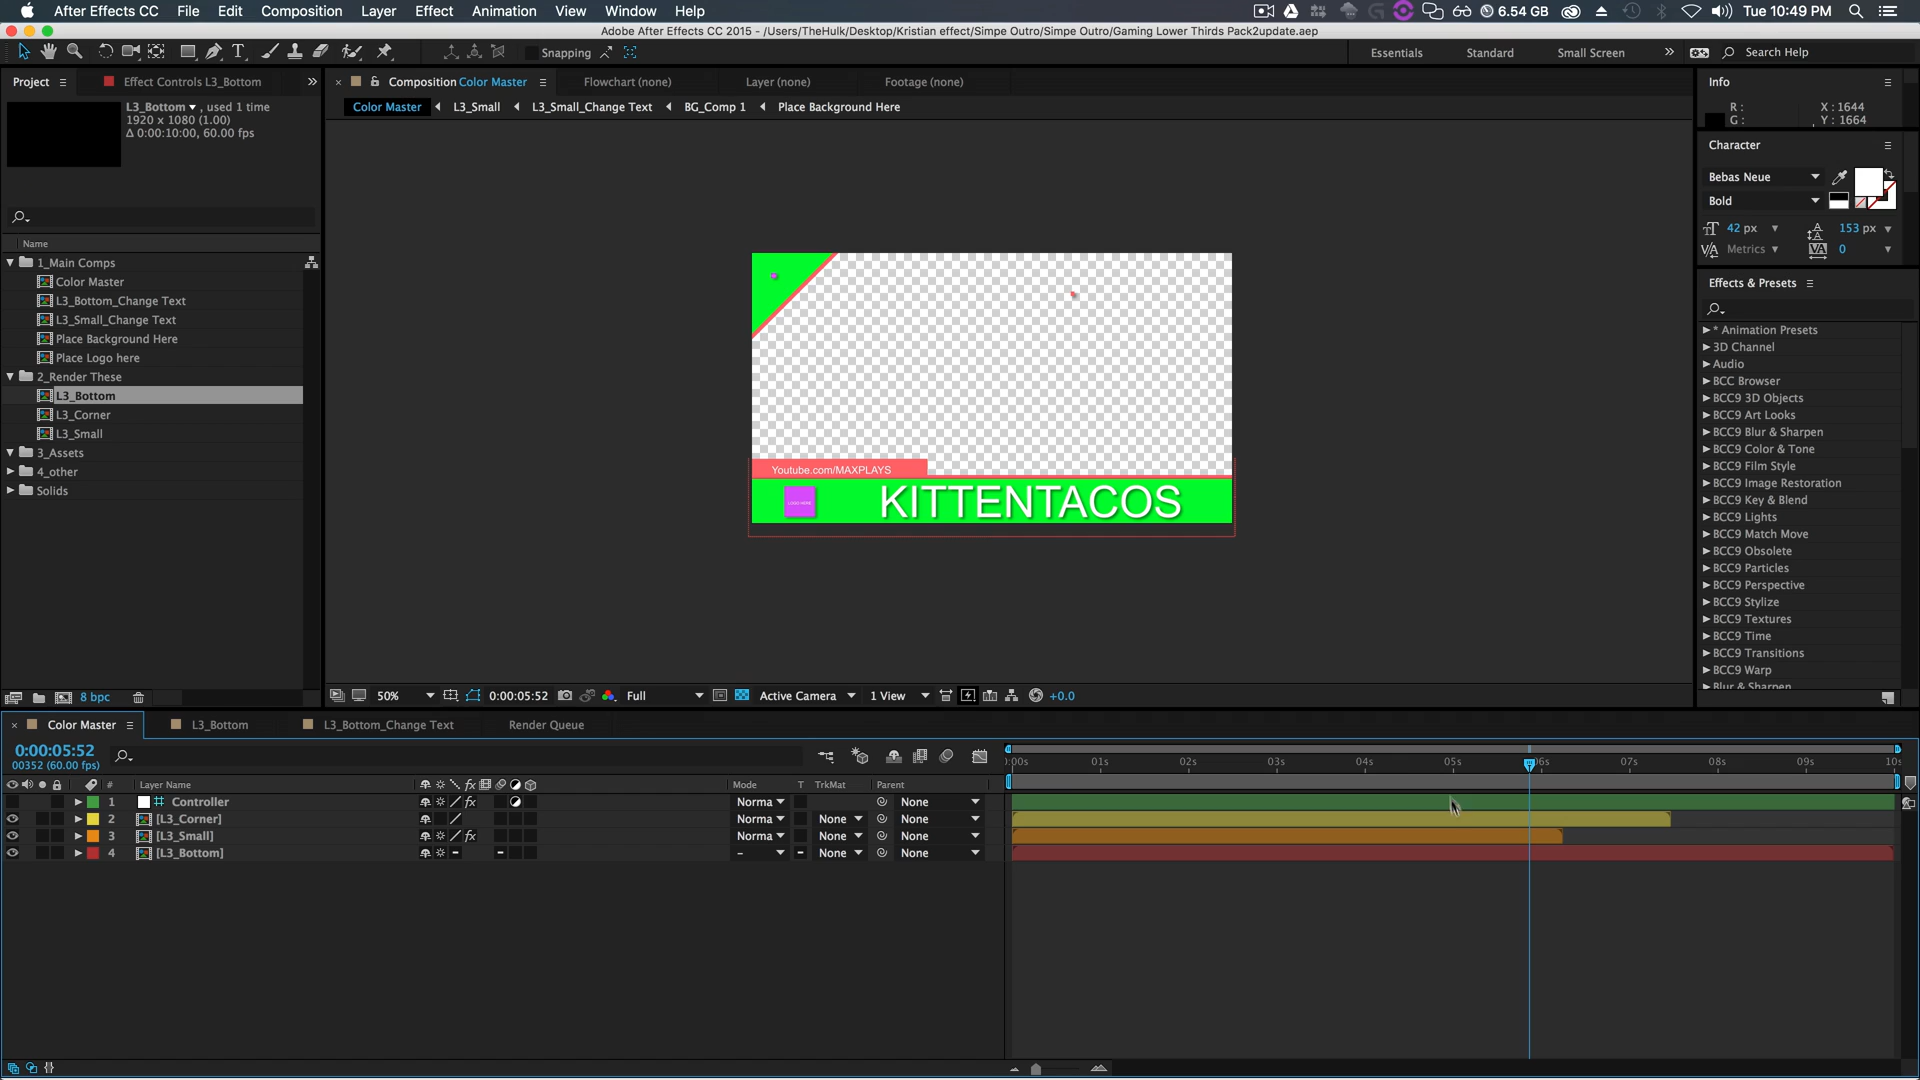 After Effects CC File Edit Composition Layer Effect Animation View Window Help 6.54 GB Tue 10:49 PM
Adobe After Effects CC 2015 - /Users/TheHulk/Desktop/Kristian effect/Simpe Outro/Simpe Outro/Gaming Lower Thirds Pack2update.aep
Snapping Essentials Standard Small Screen Search Help
Project Effect Controls L3_Bottom
L3_Bottom , used 1 time
1920 x 1080 (1.00)
Δ 0:00:10:00, 60.00 fps
Name
1_Main Comps
Color Master
L3_Bottom_Change Text
L3_Small_Change Text
Place Background Here
Place Logo here
2_Render These
L3_Bottom
L3_Corner
L3_Small
3_Assets
4_other
Solids
8 bpc
Composition Color Master Flowchart (none) Layer (none) Footage (none)
Color Master L3_Small L3_Small_Change Text BG_Comp 1 Place Background Here
Youtube.com/MAXPLAYS
LOGO HERE
KITTENTACOS
50% 0:00:05:52 Full Active Camera 1 View +0.0
Info
R : X : 1644
G : Y : 1664
Character
Bebas Neue
Bold
42 px 153 px
Metrics 0
Effects & Presets
* Animation Presets
3D Channel
Audio
BCC Browser
BCC9 3D Objects
BCC9 Art Looks
BCC9 Blur & Sharpen
BCC9 Color & Tone
BCC9 Film Style
BCC9 Image Restoration
BCC9 Key & Blend
BCC9 Lights
BCC9 Match Move
BCC9 Obsolete
BCC9 Particles
BCC9 Perspective
BCC9 Stylize
BCC9 Textures
BCC9 Time
BCC9 Transitions
BCC9 Warp
Blur & Sharpen
Color Master L3_Bottom L3_Bottom_Change Text Render Queue
0:00:05:52
00352 (60.00 fps)
:00s 01s 02s 03s 04s 05s 06s 07s 08s 09s 10s
# Layer Name Mode T TrkMat Parent
1 Controller Norma None
2 [L3_Corner] Norma None None
3 [L3_Small] Norma None None
4 [L3_Bottom] - None None